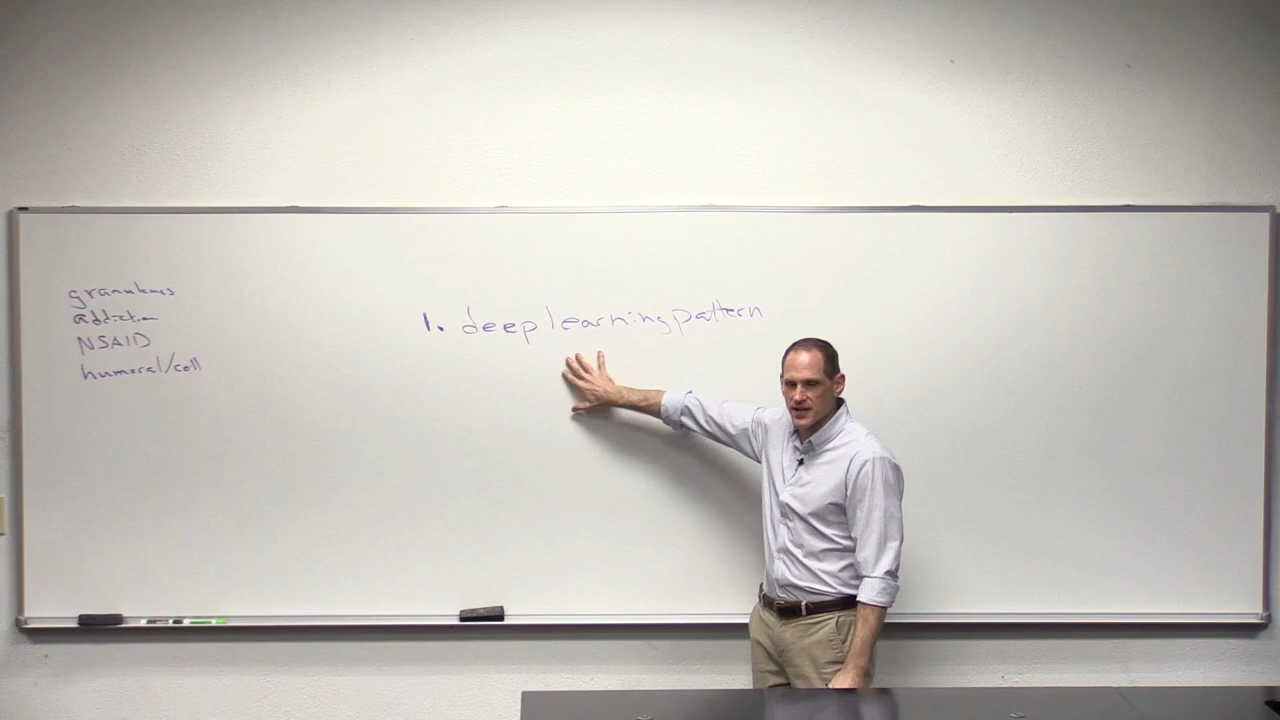 granulomas
addiction
NSAID
humoral/cell
1. deep learning pattern